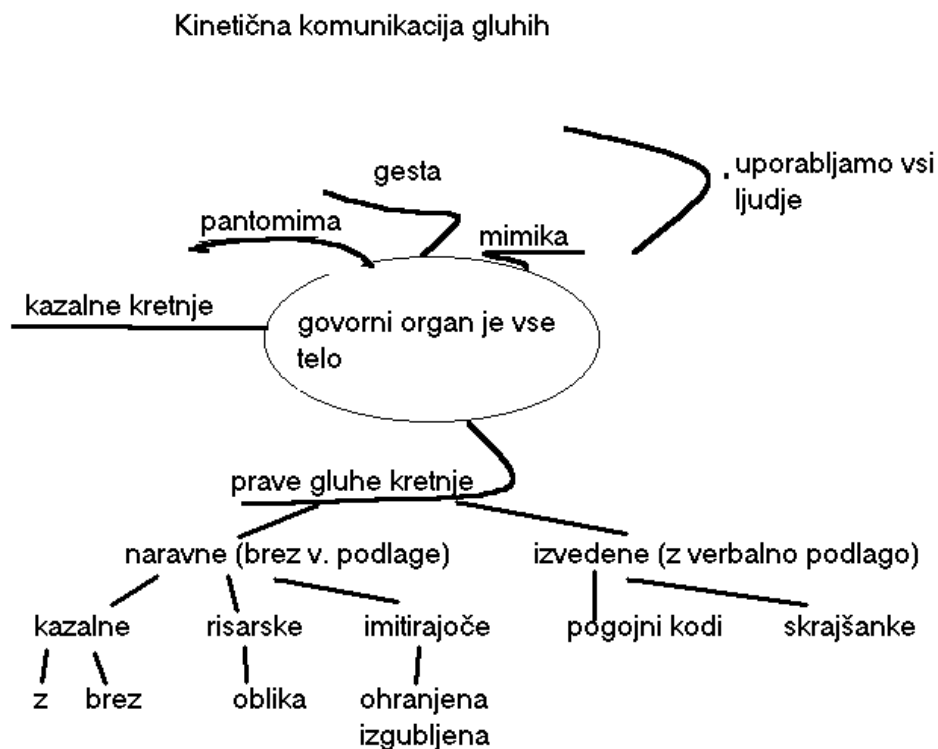 Kinetična komunikacija gluhih
gesta
uporabljamo vsi
ljudje
pantomima
mimika
kazalne kretnje
govorni organ je vse
telo
prave gluhe kretnje
naravne (brez v. podlage)
izvedene (z verbalno podlago)
kazalne
risarske
imitirajoče
pogojni kodi
skrajšanke
z
brez
oblika
ohranjena
izgubljena